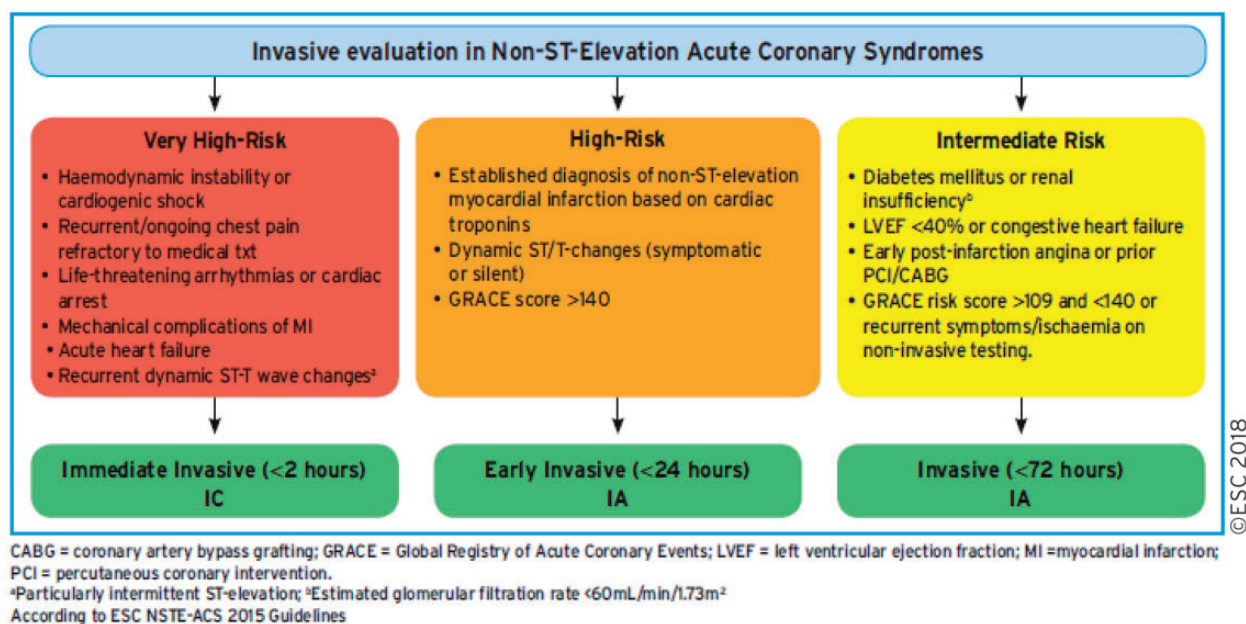 Invasive evaluation in Non-ST-Elevation Acute Coronary Syndromes
Very High-Risk
• Haemodynamic instability or
cardiogenic shock
• Recurrent/ongoing chest pain
refractory to medical txt
• Life-threatening arrhythmias or cardiac
arrest
• Mechanical complications of MI
• Acute heart failure
• Recurrent dynamic ST-T wave changesᵃ
Immediate Invasive (<2 hours)
IC
High-Risk
• Established diagnosis of non-ST-elevation
myocardial infarction based on cardiac
troponins
• Dynamic ST/T-changes (symptomatic
or silent)
• GRACE score >140
Early Invasive (<24 hours)
IA
Intermediate Risk
• Diabetes mellitus or renal
insufficiencyᵇ
• LVEF <40% or congestive heart failure
• Early post-infarction angina or prior
PCI/CABG
• GRACE risk score >109 and <140 or
recurrent symptoms/ischaemia on
non-invasive testing.
Invasive (<72 hours)
IA
©ESC 2018
CABG = coronary artery bypass grafting; GRACE = Global Registry of Acute Coronary Events; LVEF = left ventricular ejection fraction; MI =myocardial infarction;
PCI = percutaneous coronary intervention.
ᵃParticularly intermittent ST-elevation; ᵇEstimated glomerular filtration rate <60mL/min/1.73m²
According to ESC NSTE-ACS 2015 Guidelines